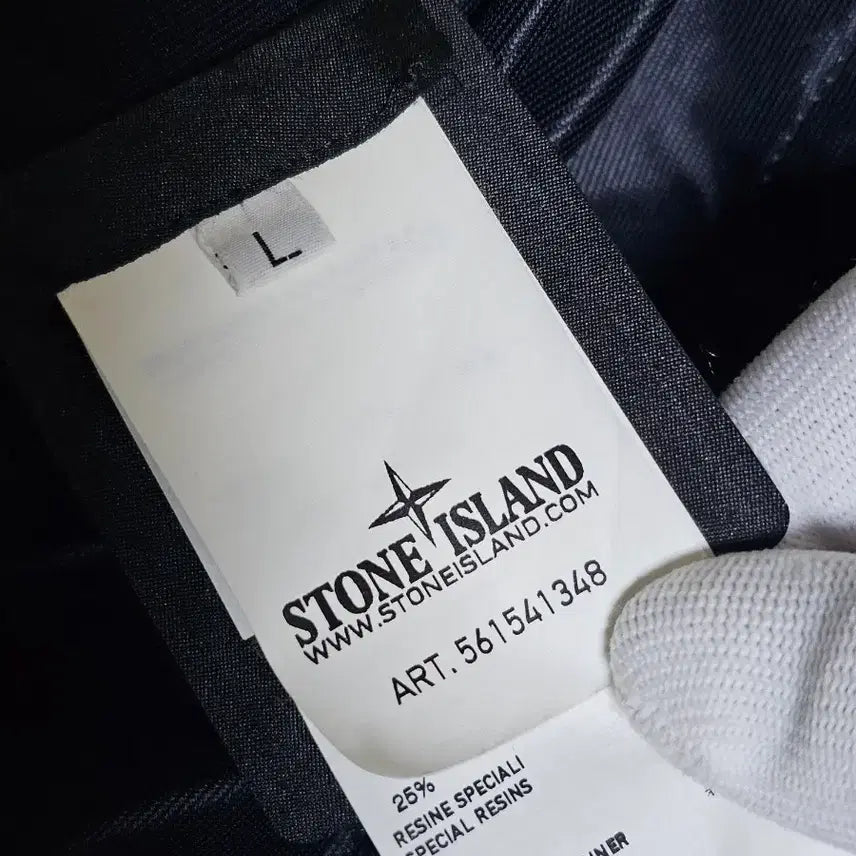 L
STONE ISLAND
WWW.STONEISLAND.COM
ART. 561541348
25%
RESINE SPECIALI
SPECIAL RESINS